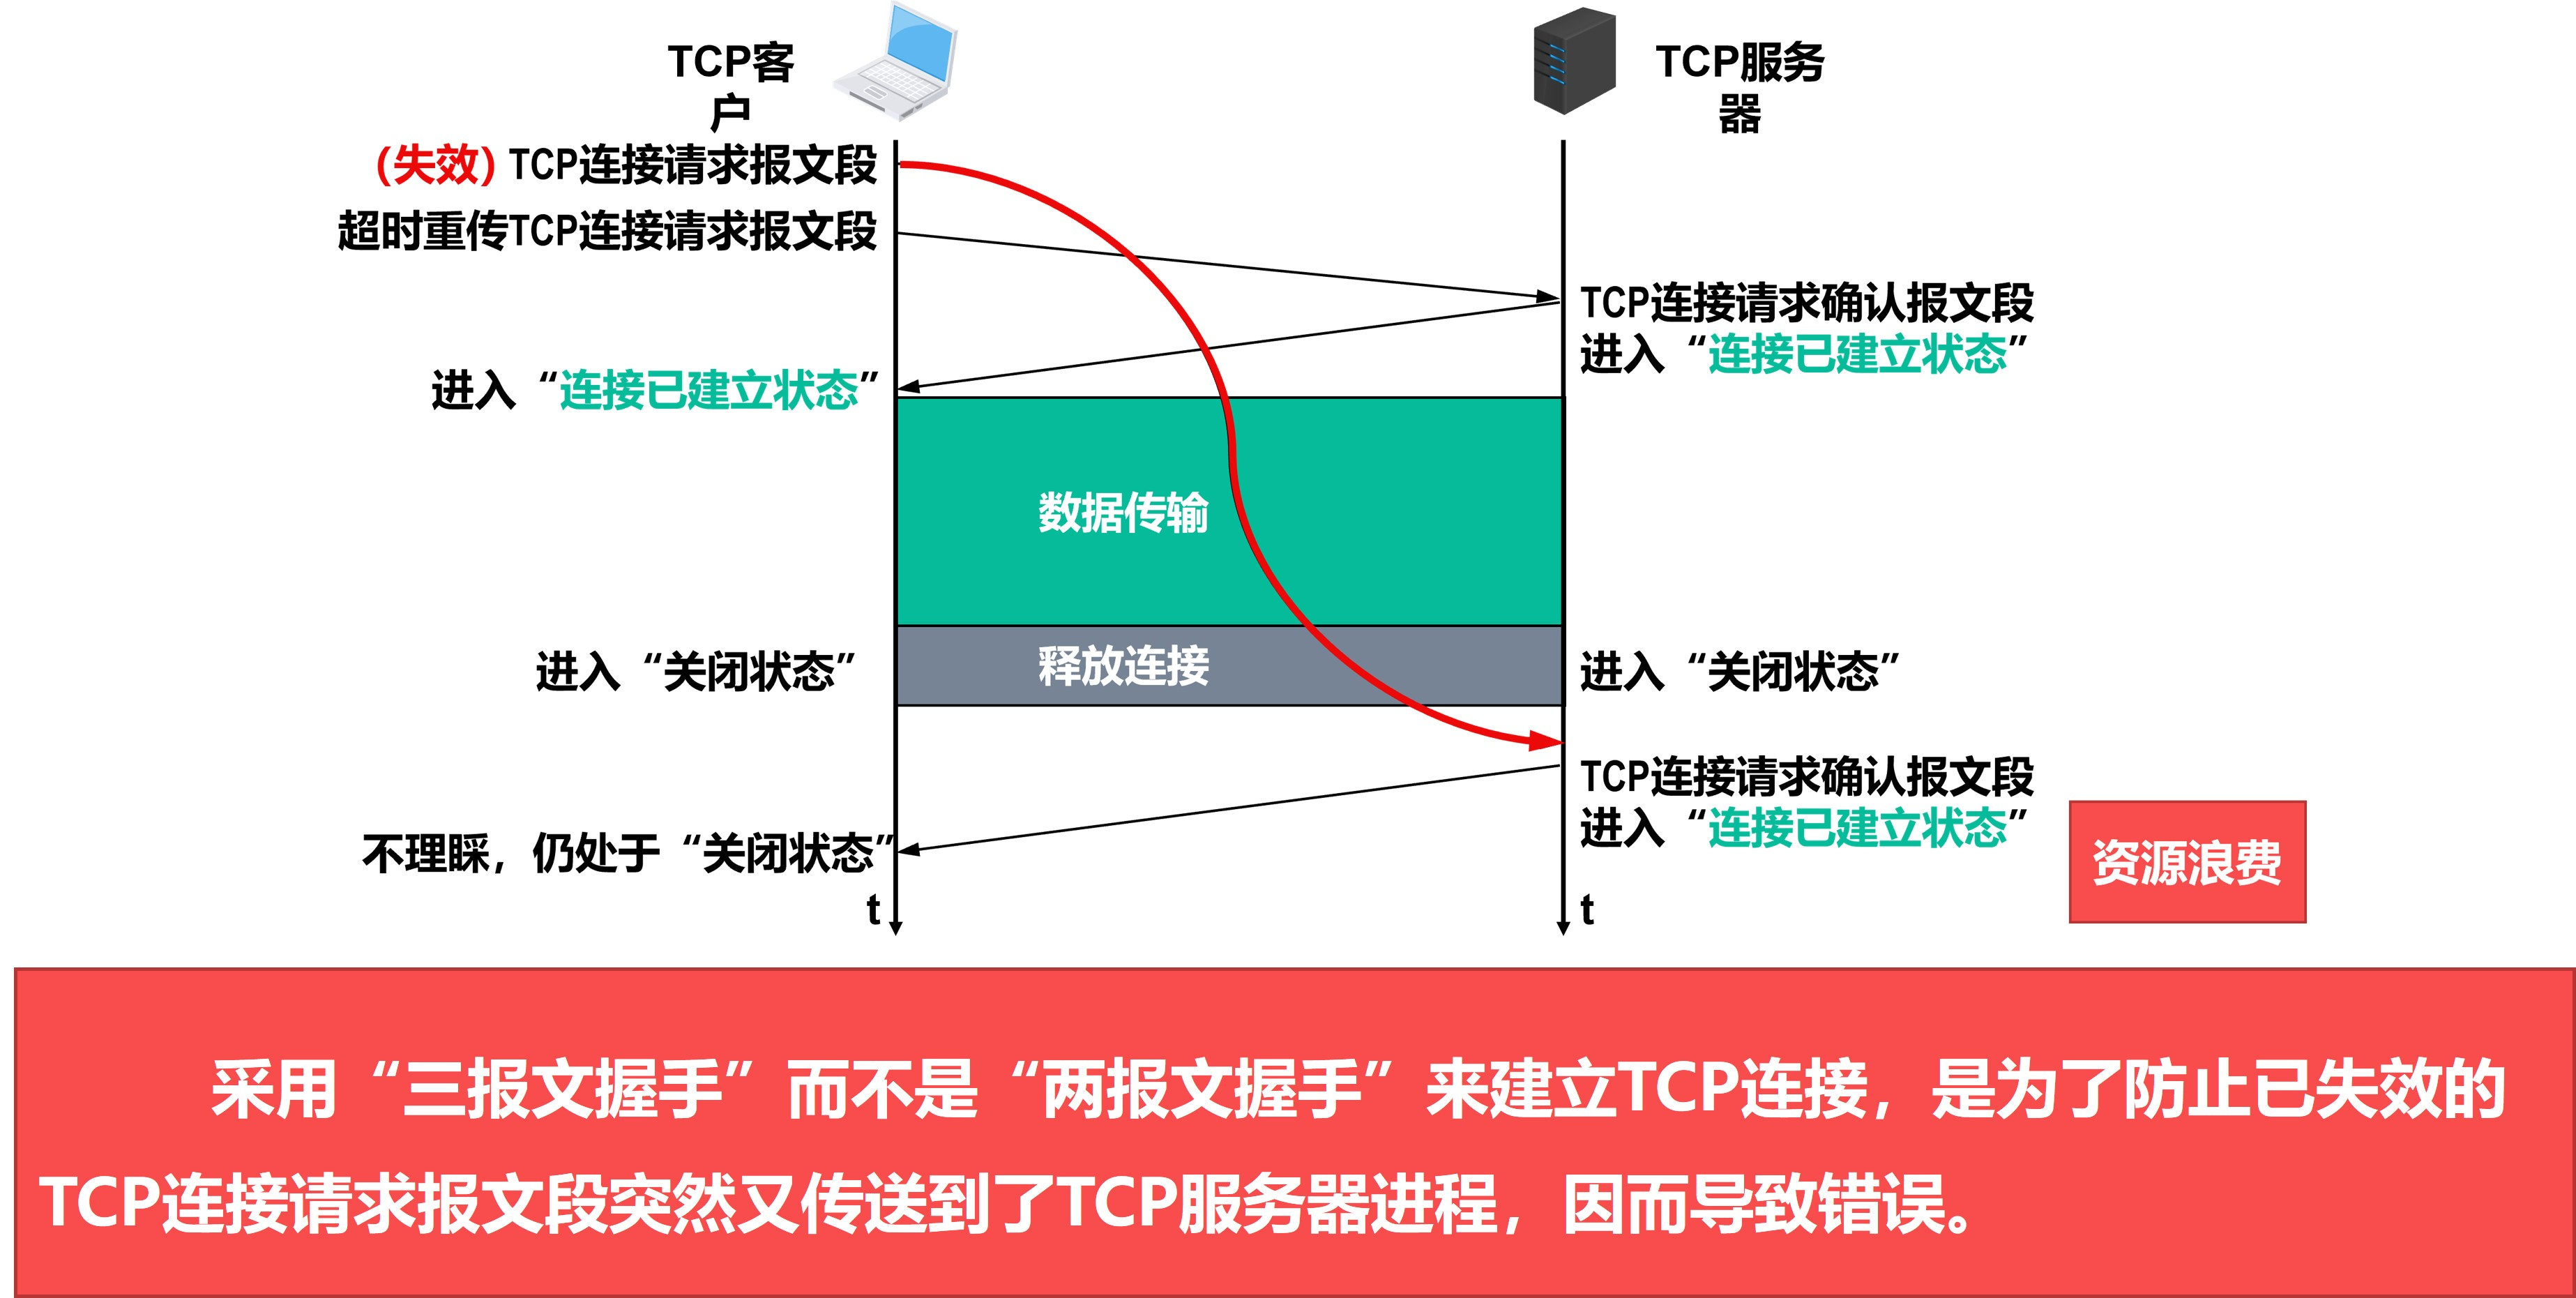 TCP客
户
TCP服务
器
（失效）TCP连接请求报文段
超时重传TCP连接请求报文段
TCP连接请求确认报文段
进入“连接已建立状态”
进入“连接已建立状态”
数据传输
释放连接
进入“关闭状态”
进入“关闭状态”
TCP连接请求确认报文段
进入“连接已建立状态”
不理睬，仍处于“关闭状态”
资源浪费
t
t
采用“三报文握手”而不是“两报文握手”来建立TCP连接，是为了防止已失效的
TCP连接请求报文段突然又传送到了TCP服务器进程，因而导致错误。